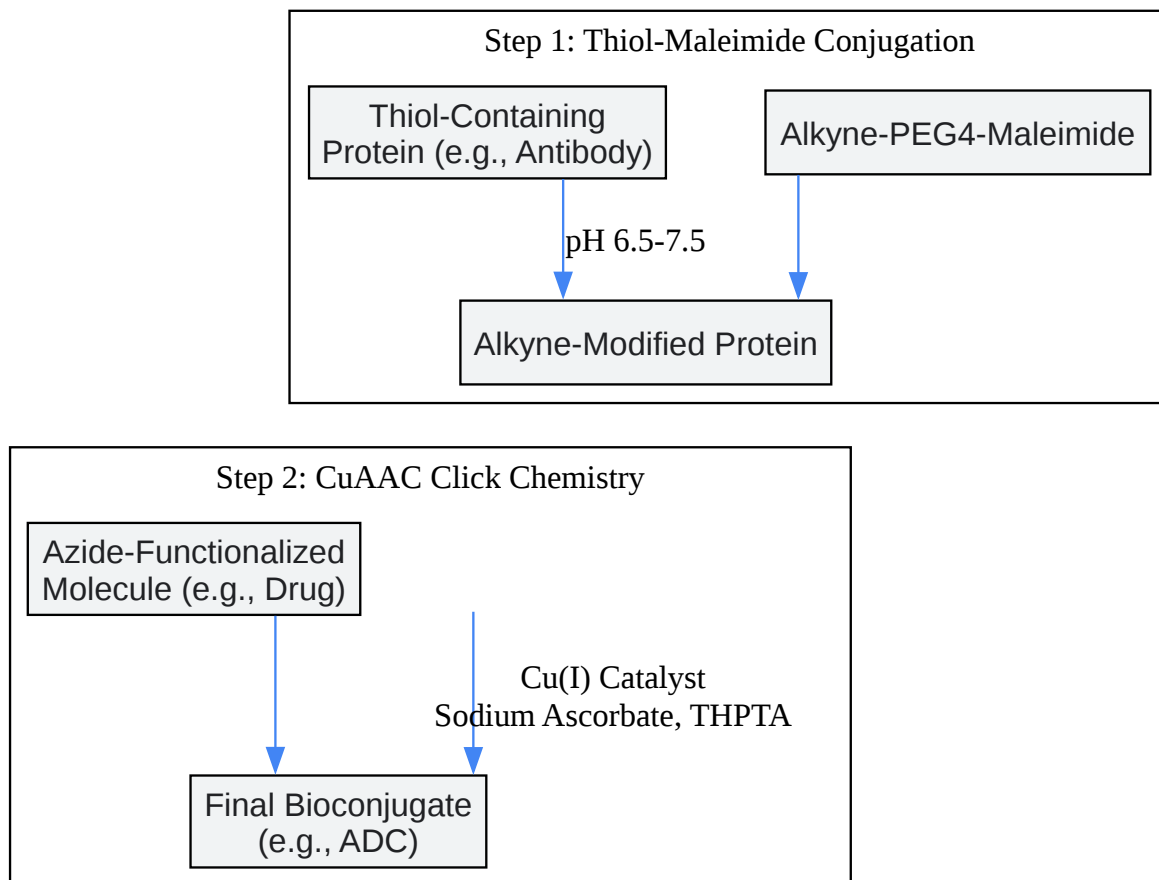 Step 1: Thiol-Maleimide Conjugation
Thiol-Containing
Protein (e.g., Antibody)
Alkyne-PEG4-Maleimide
pH 6.5-7.5
Alkyne-Modified Protein
Step 2: CuAAC Click Chemistry
Azide-Functionalized
Molecule (e.g., Drug)
Cu(I) Catalyst
Sodium Ascorbate, THPTA
Final Bioconjugate
(e.g., ADC)